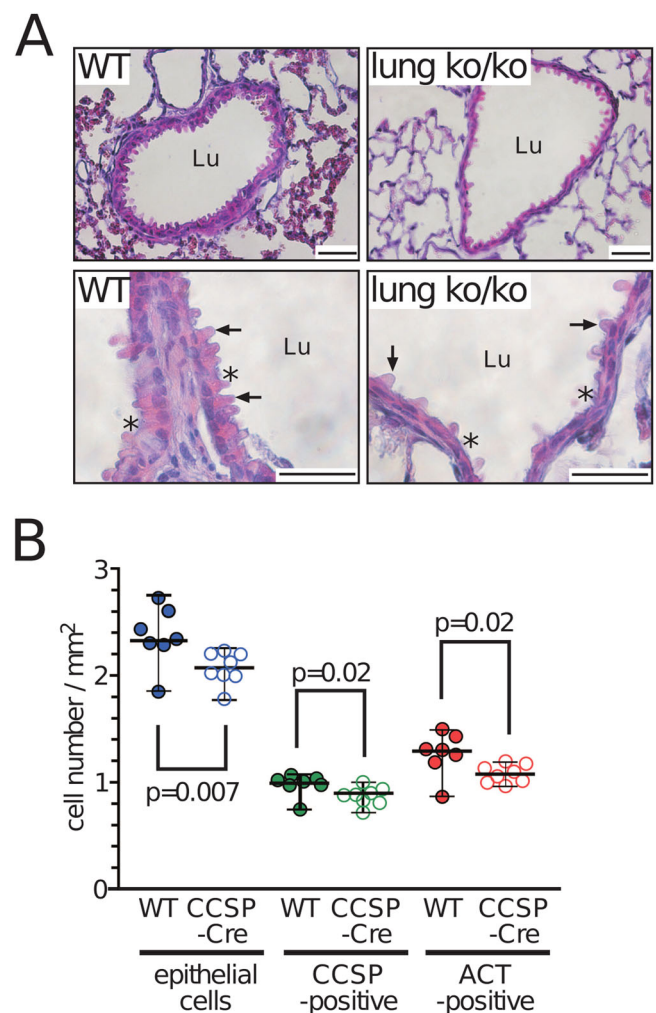 A
WT
lung ko/ko
Lu
Lu
WT
lung ko/ko
Lu
Lu
*
*
*
*
B
3
2
1
0
cell number / mm²
p=0.007
p=0.02
p=0.02
WT CCSP -Cre
WT CCSP -Cre
WT CCSP -Cre
epithelial cells
CCSP -positive
ACT -positive